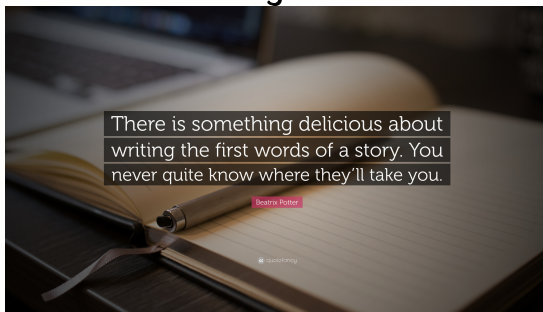 There is something delicious about
writing the first words of a story. You
never quite know where they'll take you.
Beatrix Potter
quotefancy